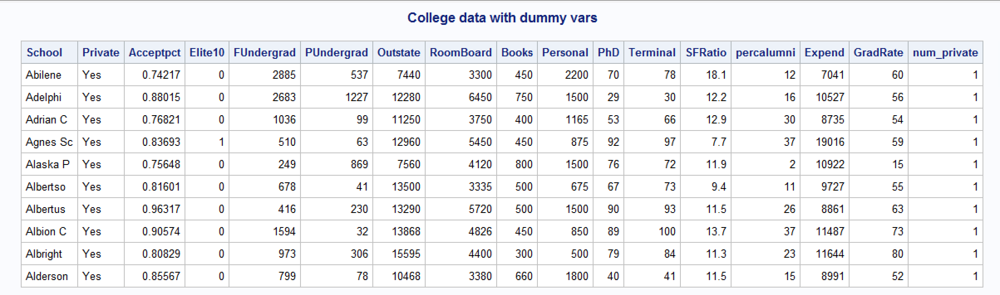 College data with dummy vars
School Private Acceptpct Elite10 FUndergrad PUndergrad Outstate RoomBoard Books Personal PhD Terminal SFRatio percalumni Expend GradRate num_private
Abilene Yes 0.74217 0 2885 537 7440 3300 450 2200 70 78 18.1 12 7041 60 1
Adelphi Yes 0.88015 0 2683 1227 12280 6450 750 1500 29 30 12.2 16 10527 56 1
Adrian C Yes 0.76821 0 1036 99 11250 3750 400 1165 53 66 12.9 30 8735 54 1
Agnes Sc Yes 0.83693 1 510 63 12960 5450 450 875 92 97 7.7 37 19016 59 1
Alaska P Yes 0.75648 0 249 869 7560 4120 800 1500 76 72 11.9 2 10922 15 1
Albertso Yes 0.81601 0 678 41 13500 3335 500 675 67 73 9.4 11 9727 55 1
Albertus Yes 0.96317 0 416 230 13290 5720 500 1500 90 93 11.5 26 8861 63 1
Albion C Yes 0.90574 0 1594 32 13868 4826 450 850 89 100 13.7 37 11487 73 1
Albright Yes 0.80829 0 973 306 15595 4400 300 500 79 84 11.3 23 11644 80 1
Alderson Yes 0.85567 0 799 78 10468 3380 660 1800 40 41 11.5 15 8991 52 1